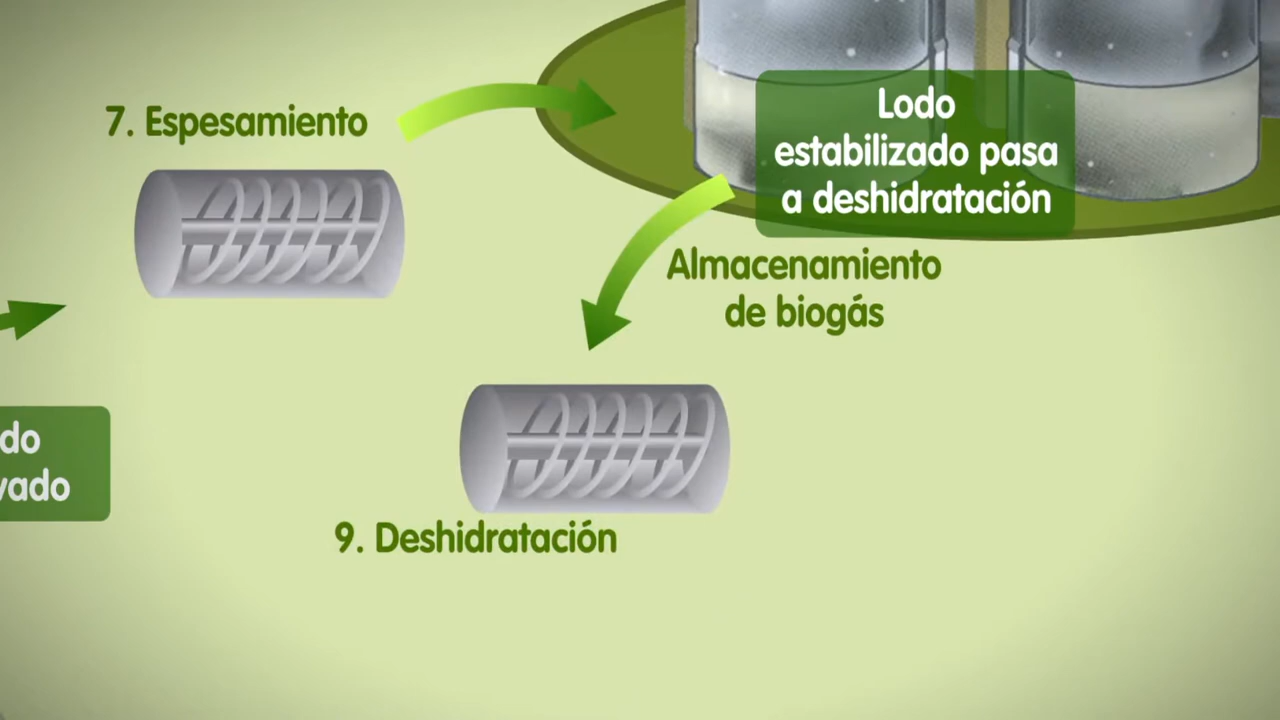 7. Espesamiento
Lodo
estabilizado pasa
a deshidratación
Almacenamiento
de biogás
9. Deshidratación